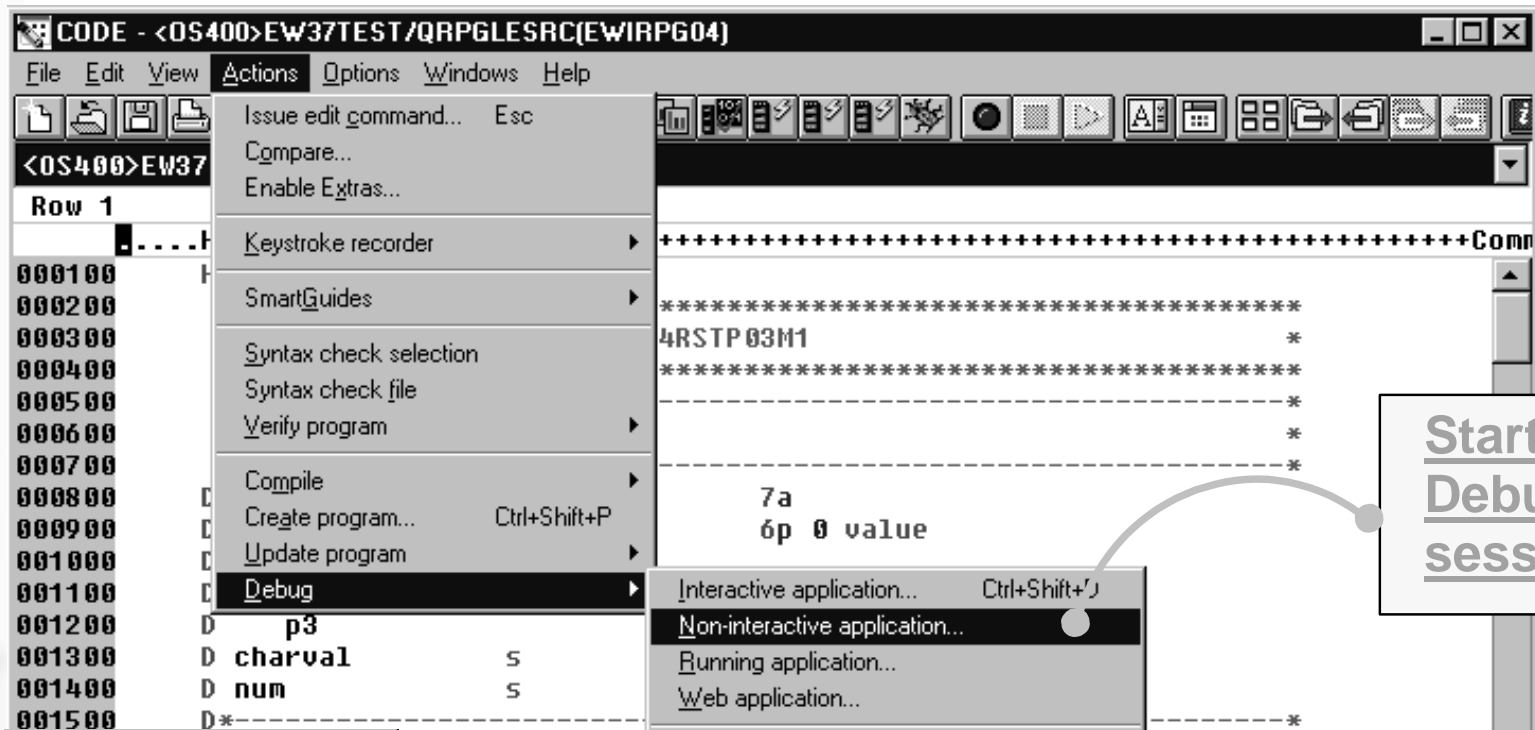 CODE - <OS400>EW37TEST/QRPGLESRC(EWIRPG04)
File Edit View Actions Options Windows Help
Issue edit command... Esc
Compare...
Enable Extras...
Keystroke recorder
SmartGuides
Syntax check selection
Syntax check file
Verify program
Compile
Create program... Ctrl+Shift+P
Update program
Debug
Interactive application...
Non-interactive application...
Running application...
Web application...
<OS400>EW37
Row 1
....H ++++++++++++++++++++++++++++++++++++++++++++++++Comm
000100 H
000200 **************************************
000300 4RSTP03M1 *
000400 **************************************
000500 -------------------------------------*
000600 *
000700 -------------------------------------*
000800 D 7a
000900 D 6p 0 value
001000 D
001100 D
001200 D p3
001300 D charval s
001400 D num s
001500 D*------------------------ --------*
Start
session